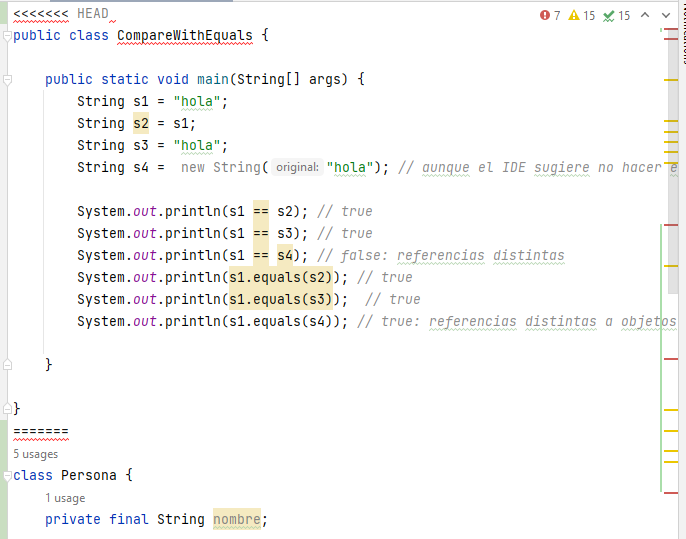 <<<<<<< HEAD
7 15 15
public class CompareWithEquals {
public static void main(String[] args) {
String s1 = "hola";
String s2 = s1;
String s3 = "hola";
String s4 =  new String( original: "hola"); // aunque el IDE sugiere no hacer e
System.out.println(s1 == s2); // true
System.out.println(s1 == s3); // true
System.out.println(s1 == s4); // false: referencias distintas
System.out.println(s1.equals(s2)); // true
System.out.println(s1.equals(s3));  // true
System.out.println(s1.equals(s4)); // true: referencias distintas a objetos
}
}
=======
5 usages
class Persona {
1 usage
private final String nombre;